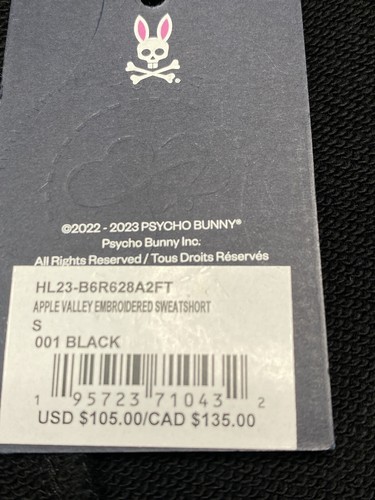 ©2022 - 2023 PSYCHO BUNNY®
Psycho Bunny Inc.
All Rights Reserved / Tous Droits Réservés
HL23-B6R628A2FT
APPLE VALLEY EMBROIDERED SWEATSHORT
S
001 BLACK
1 95723 71043 2
USD $105.00/CAD $135.00